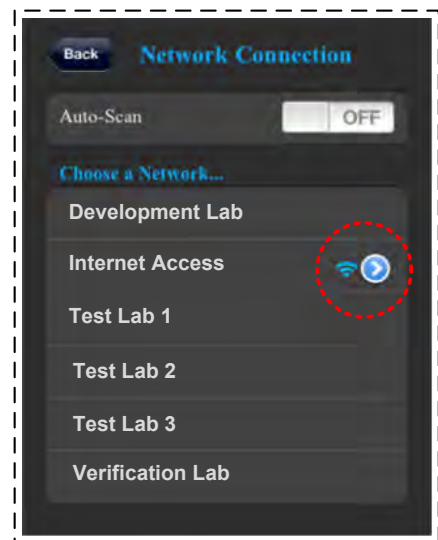 Back Network Connection
Auto-Scan OFF
Choose a Network...
Development Lab
Internet Access
Test Lab 1
Test Lab 2
Test Lab 3
Verification Lab